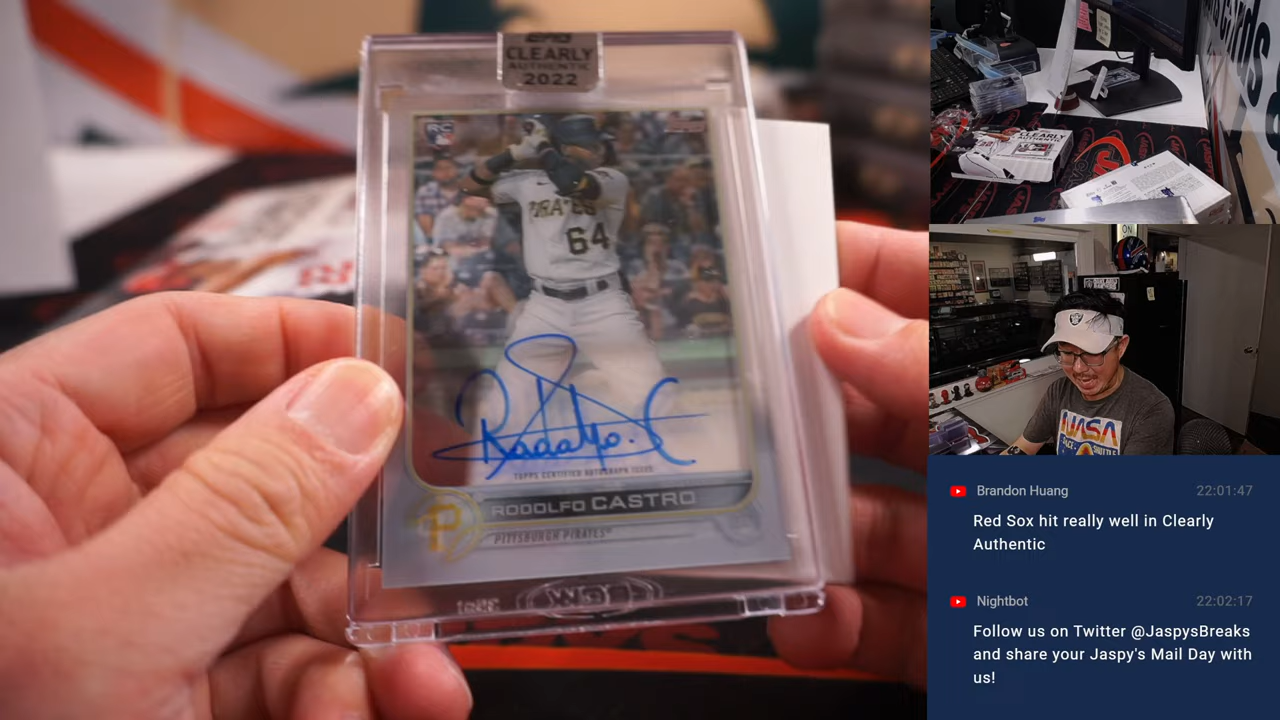 CLEARLY
AUTHENTIC
2022
RC
PIRATES
64
TOPPS CERTIFIED AUTOGRAPH ISSUE
RODOLFO CASTRO
P
PITTSBURGH PIRATES
CLEARLY
ON
NASA
Brandon Huang 22:01:47
Red Sox hit really well in Clearly
Authentic
Nightbot 22:02:17
Follow us on Twitter @JaspysBreaks
and share your Jaspy's Mail Day with
us!